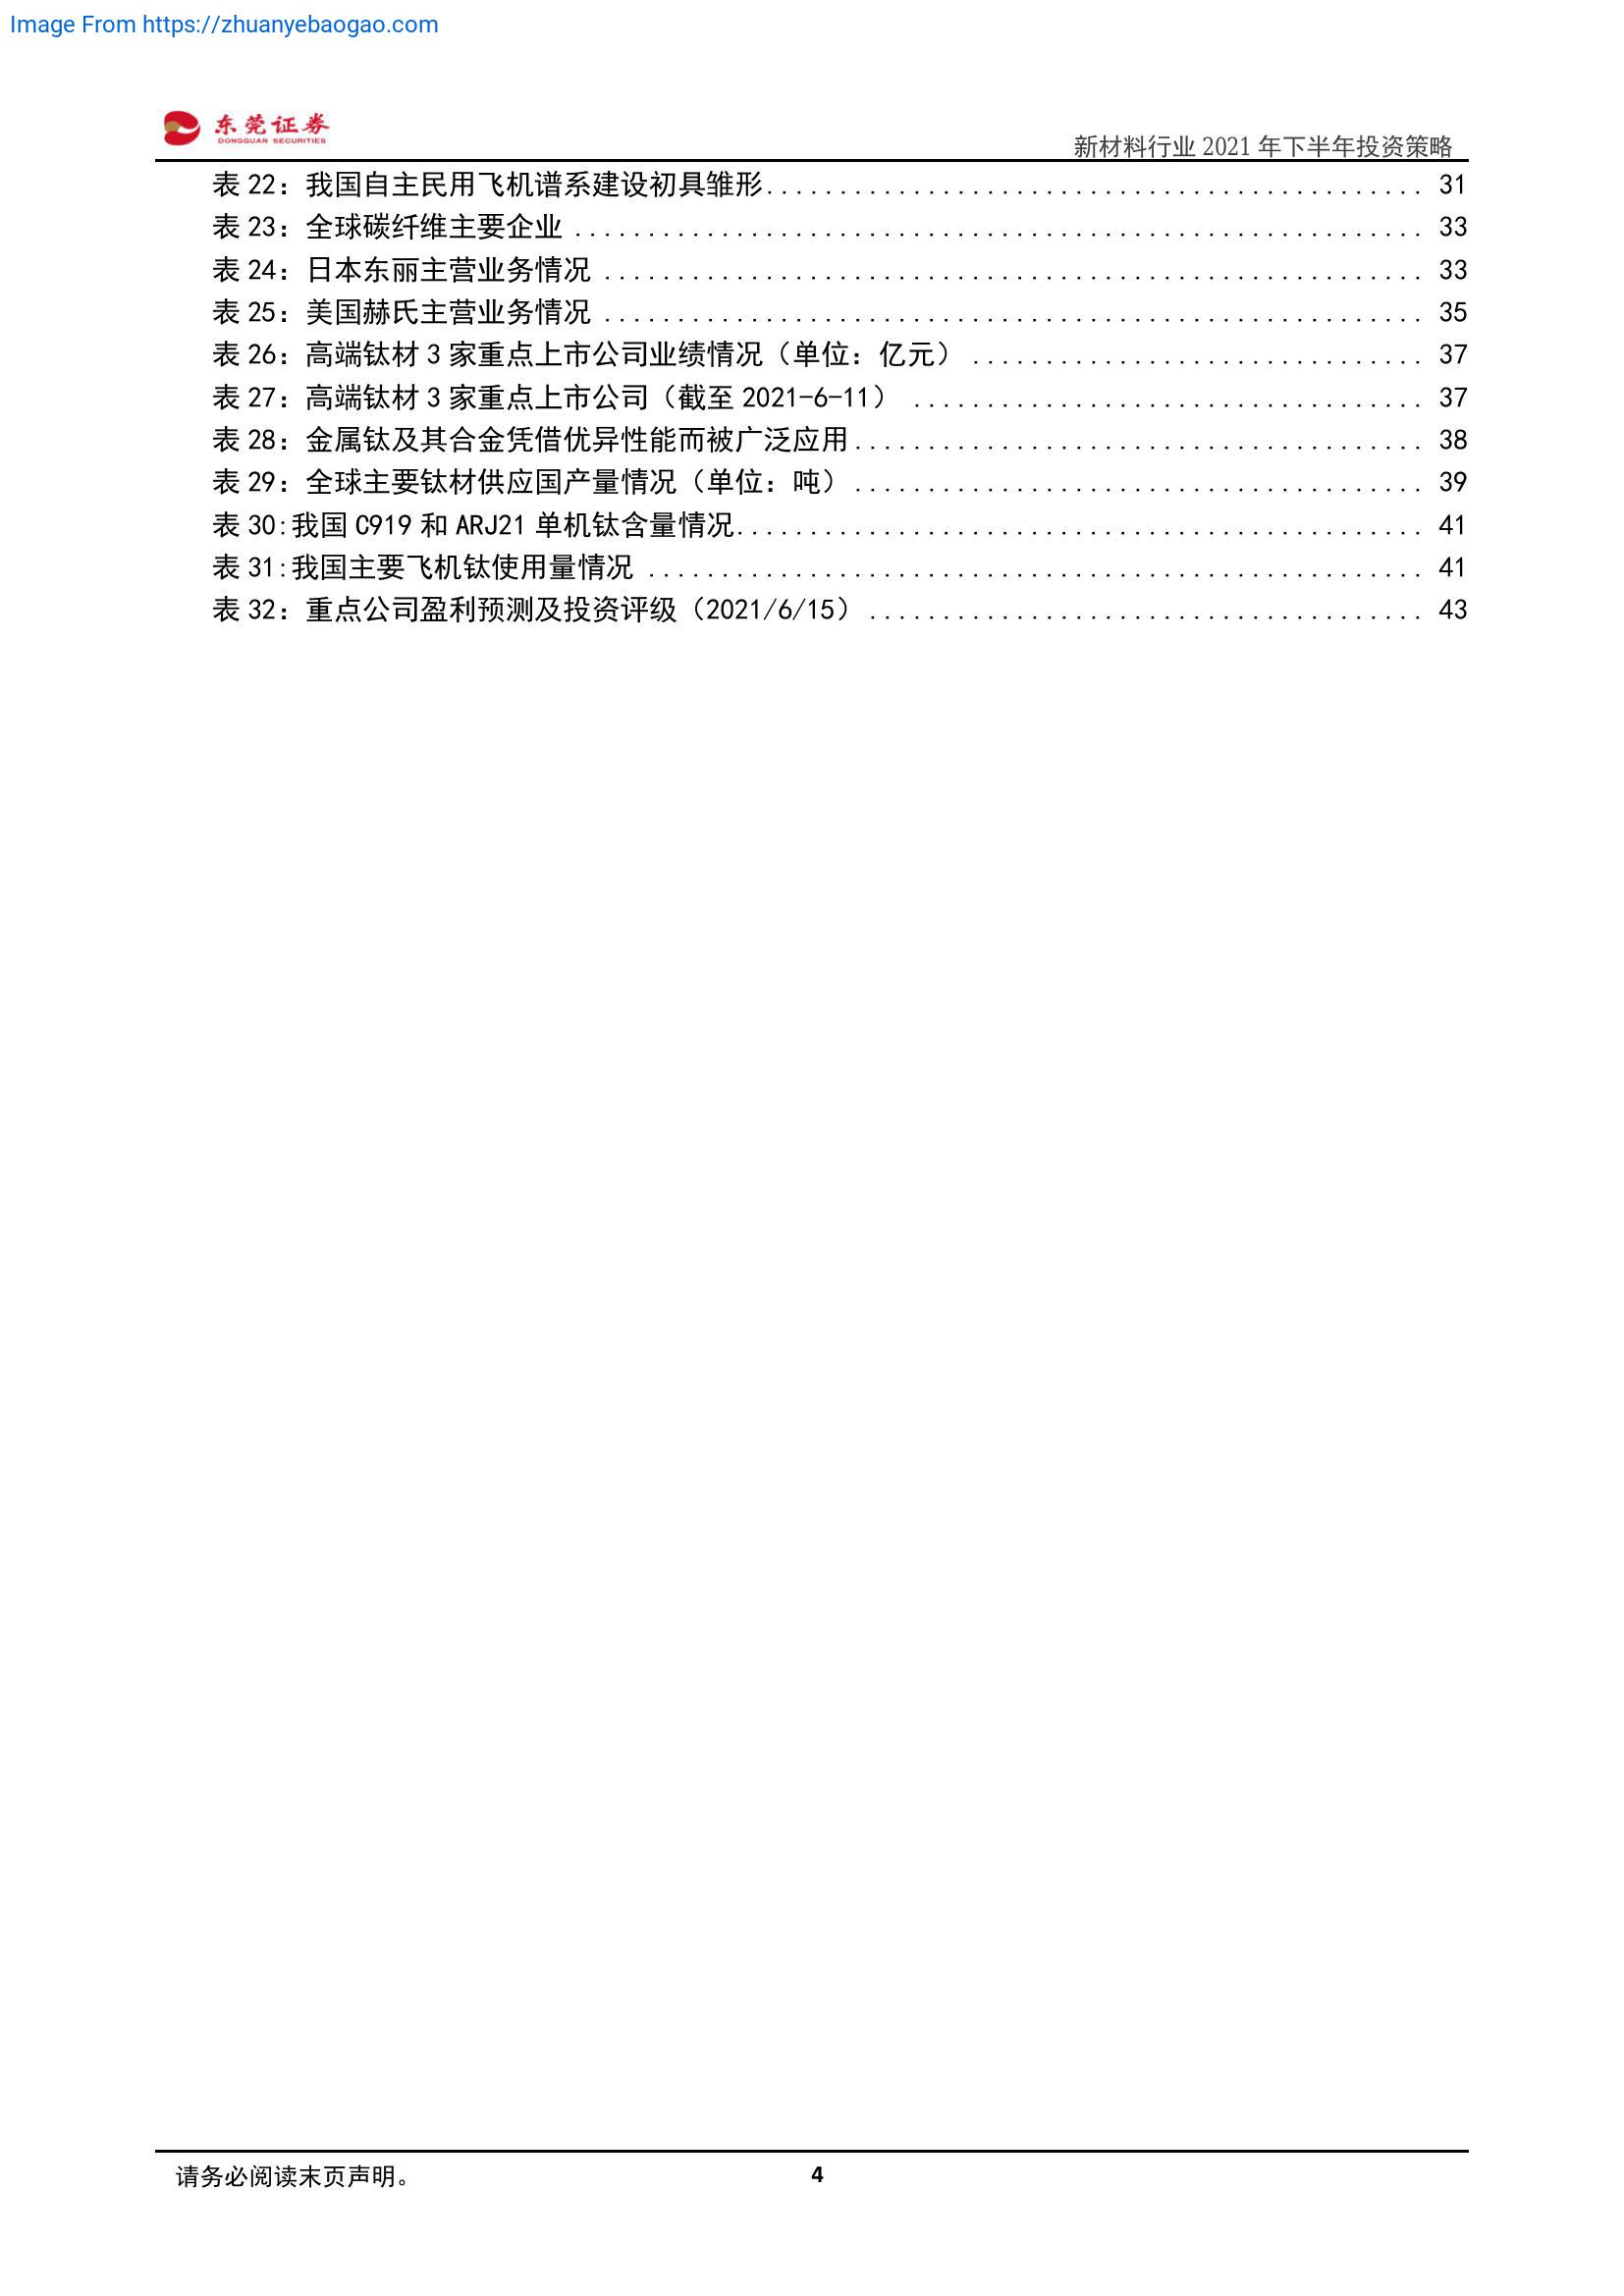 Image From https://zhuanyebaogao.com
东莞证券
DONGGUAN SECURITIES
新材料行业 2021 年下半年投资策略
表 22：我国自主民用飞机谱系建设初具雏形............................................. 31
表 23：全球碳纤维主要企业 .......................................................... 33
表 24：日本东丽主营业务情况 ........................................................ 33
表 25：美国赫氏主营业务情况 ........................................................ 35
表 26：高端钛材 3 家重点上市公司业绩情况（单位：亿元） ............................... 37
表 27：高端钛材 3 家重点上市公司（截至 2021-6-11） ................................... 37
表 28：金属钛及其合金凭借优异性能而被广泛应用....................................... 38
表 29：全球主要钛材供应国产量情况（单位：吨）....................................... 39
表 30:我国 C919 和 ARJ21 单机钛含量情况............................................... 41
表 31:我国主要飞机钛使用量情况 ..................................................... 41
表 32：重点公司盈利预测及投资评级（2021/6/15）...................................... 43
请务必阅读末页声明。
4